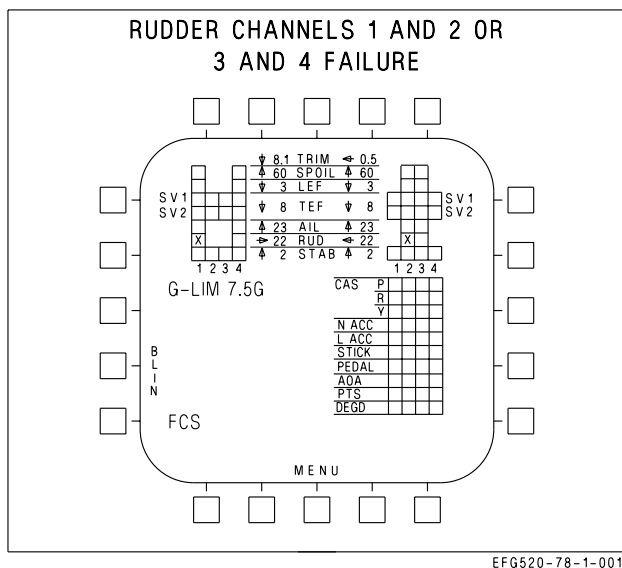 RUDDER CHANNELS 1 AND 2 OR
3 AND 4 FAILURE
8.1 TRIM 0.5
60 SPOIL 60
3 LEF 3
SV1 8 TEF 8 SV1
SV2 SV2
23 AIL 23
X 22 RUD 22 X
2 STAB 2
1 2 3 4 1 2 3 4
G-LIM 7.5G
CAS P
R
Y
N ACC
L ACC
STICK
PEDAL
AOA
PTS
DEGD
BLIN
FCS
MENU
EFG520-78-1-001